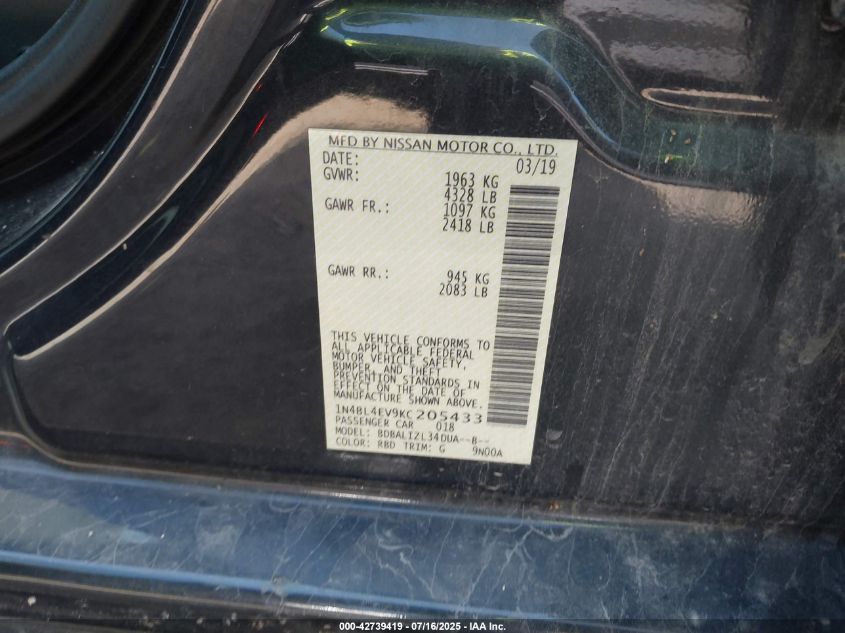 MFD BY NISSAN MOTOR CO., LTD.
DATE: 03/19
GVWR: 1963 KG
4328 LB
GAWR FR.: 1097 KG
2418 LB
GAWR RR.: 945 KG
2083 LB
THIS VEHICLE CONFORMS TO
ALL APPLICABLE FEDERAL
MOTOR VEHICLE SAFETY,
BUMPER, AND THEFT
PREVENTION STANDARDS IN
EFFECT ON THE DATE OF
MANUFACTURE SHOWN ABOVE.
1N4BL4EV9KC205433
PASSENGER CAR 018
MODEL: BDBALIZL34DUA--B--
COLOR: RBD TRIM: G 9N00A
000-42739419 - 07/16/2025 - IAA Inc.